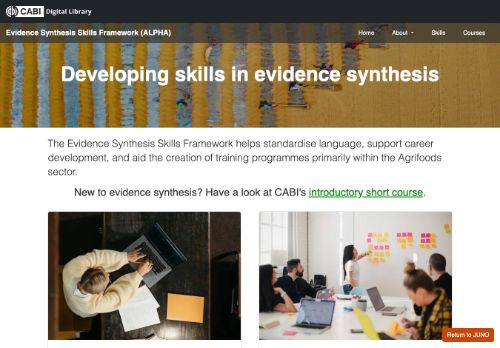 CABI Digital Library
Evidence Synthesis Skills Framework (ALPHA)
Home
About
Skills
Courses
Developing skills in evidence synthesis
The Evidence Synthesis Skills Framework helps standardise language, support career
development, and aid the creation of training programmes primarily within the Agrifoods
sector.
New to evidence synthesis? Have a look at CABI's introductory short course.
Return to JUNO